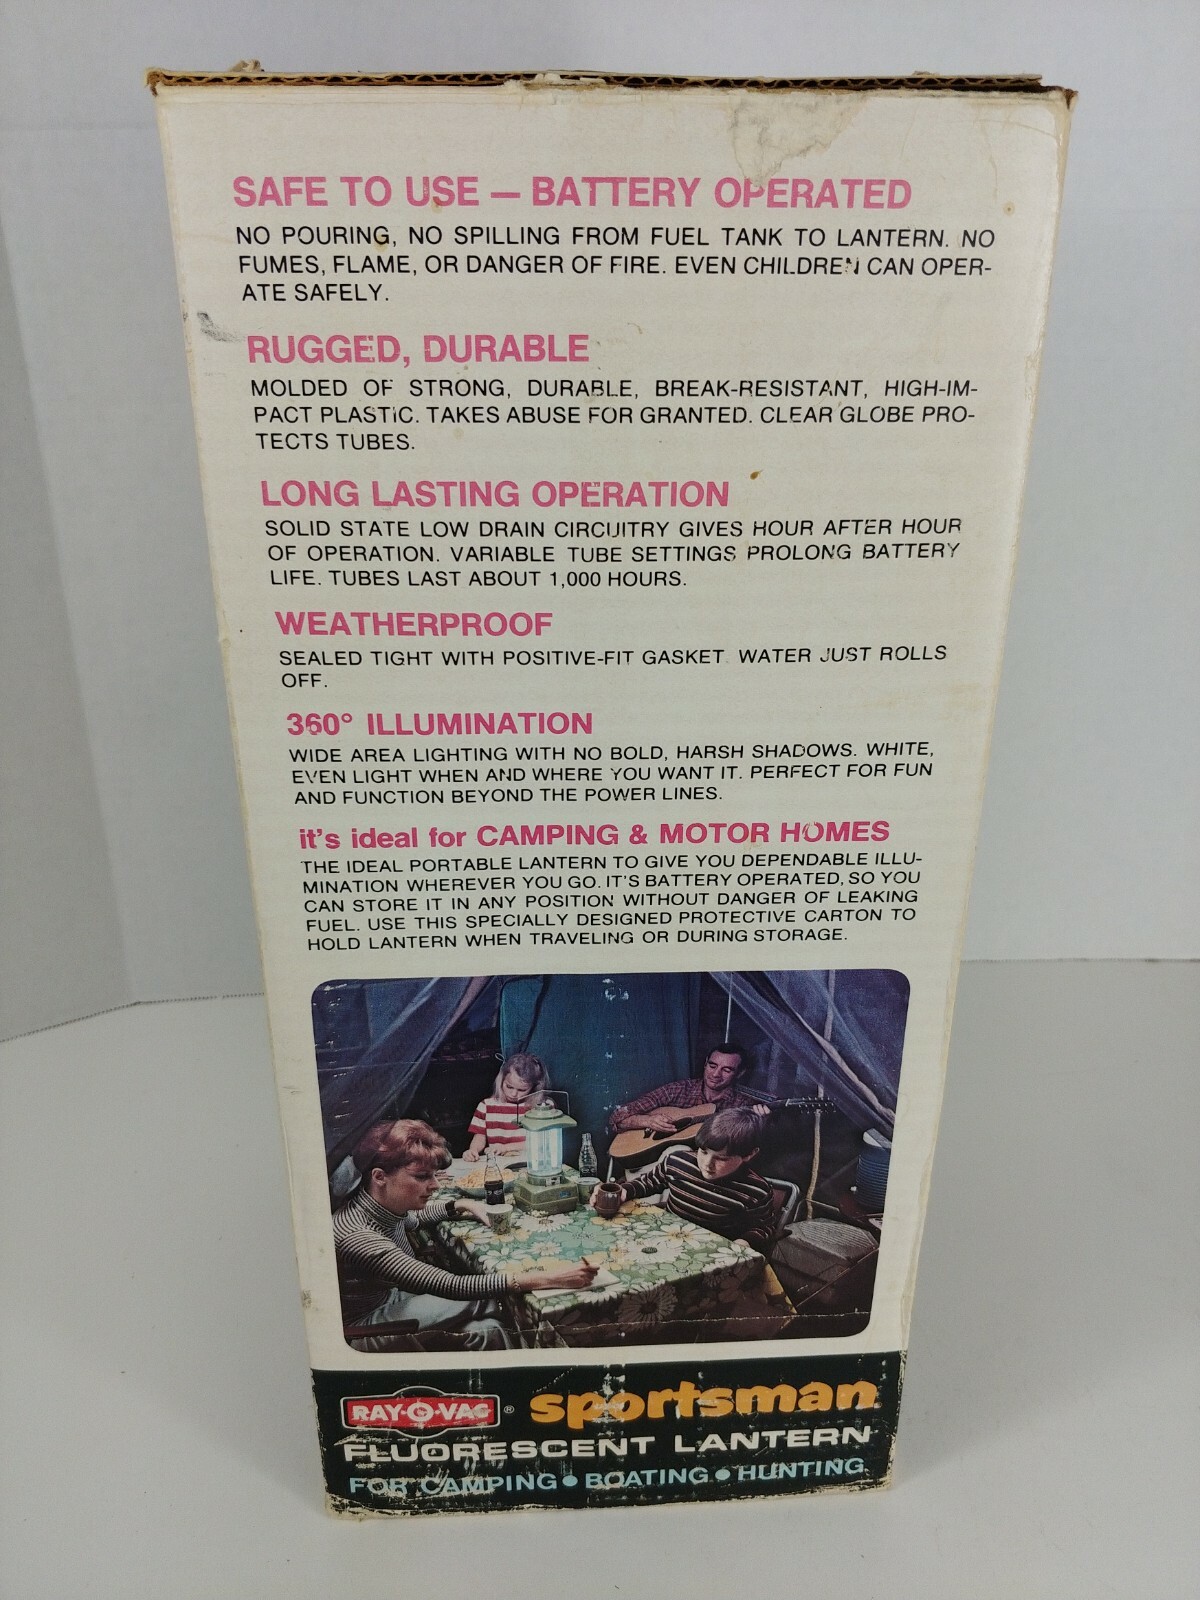 SAFE TO USE — BATTERY OPERATED
NO POURING, NO SPILLING FROM FUEL TANK TO LANTERN. NO
FUMES, FLAME, OR DANGER OF FIRE. EVEN CHILDREN CAN OPER-
ATE SAFELY.
RUGGED, DURABLE
MOLDED OF STRONG, DURABLE, BREAK-RESISTANT, HIGH-IM-
PACT PLASTIC. TAKES ABUSE FOR GRANTED. CLEAR GLOBE PRO-
TECTS TUBES.
LONG LASTING OPERATION
SOLID STATE LOW DRAIN CIRCUITRY GIVES HOUR AFTER HOUR
OF OPERATION. VARIABLE TUBE SETTINGS PROLONG BATTERY
LIFE. TUBES LAST ABOUT 1,000 HOURS.
WEATHERPROOF
SEALED TIGHT WITH POSITIVE-FIT GASKET. WATER JUST ROLLS
OFF.
360° ILLUMINATION
WIDE AREA LIGHTING WITH NO BOLD, HARSH SHADOWS. WHITE,
EVEN LIGHT WHEN AND WHERE YOU WANT IT. PERFECT FOR FUN
AND FUNCTION BEYOND THE POWER LINES.
it's ideal for CAMPING & MOTOR HOMES
THE IDEAL PORTABLE LANTERN TO GIVE YOU DEPENDABLE ILLU-
MINATION WHEREVER YOU GO. IT'S BATTERY OPERATED, SO YOU
CAN STORE IT IN ANY POSITION WITHOUT DANGER OF LEAKING
FUEL. USE THIS SPECIALLY DESIGNED PROTECTIVE CARTON TO
HOLD LANTERN WHEN TRAVELING OR DURING STORAGE.
RAY-O-VAC ® sportsman
FLUORESCENT LANTERN
FOR CAMPING • BOATING • HUNTING